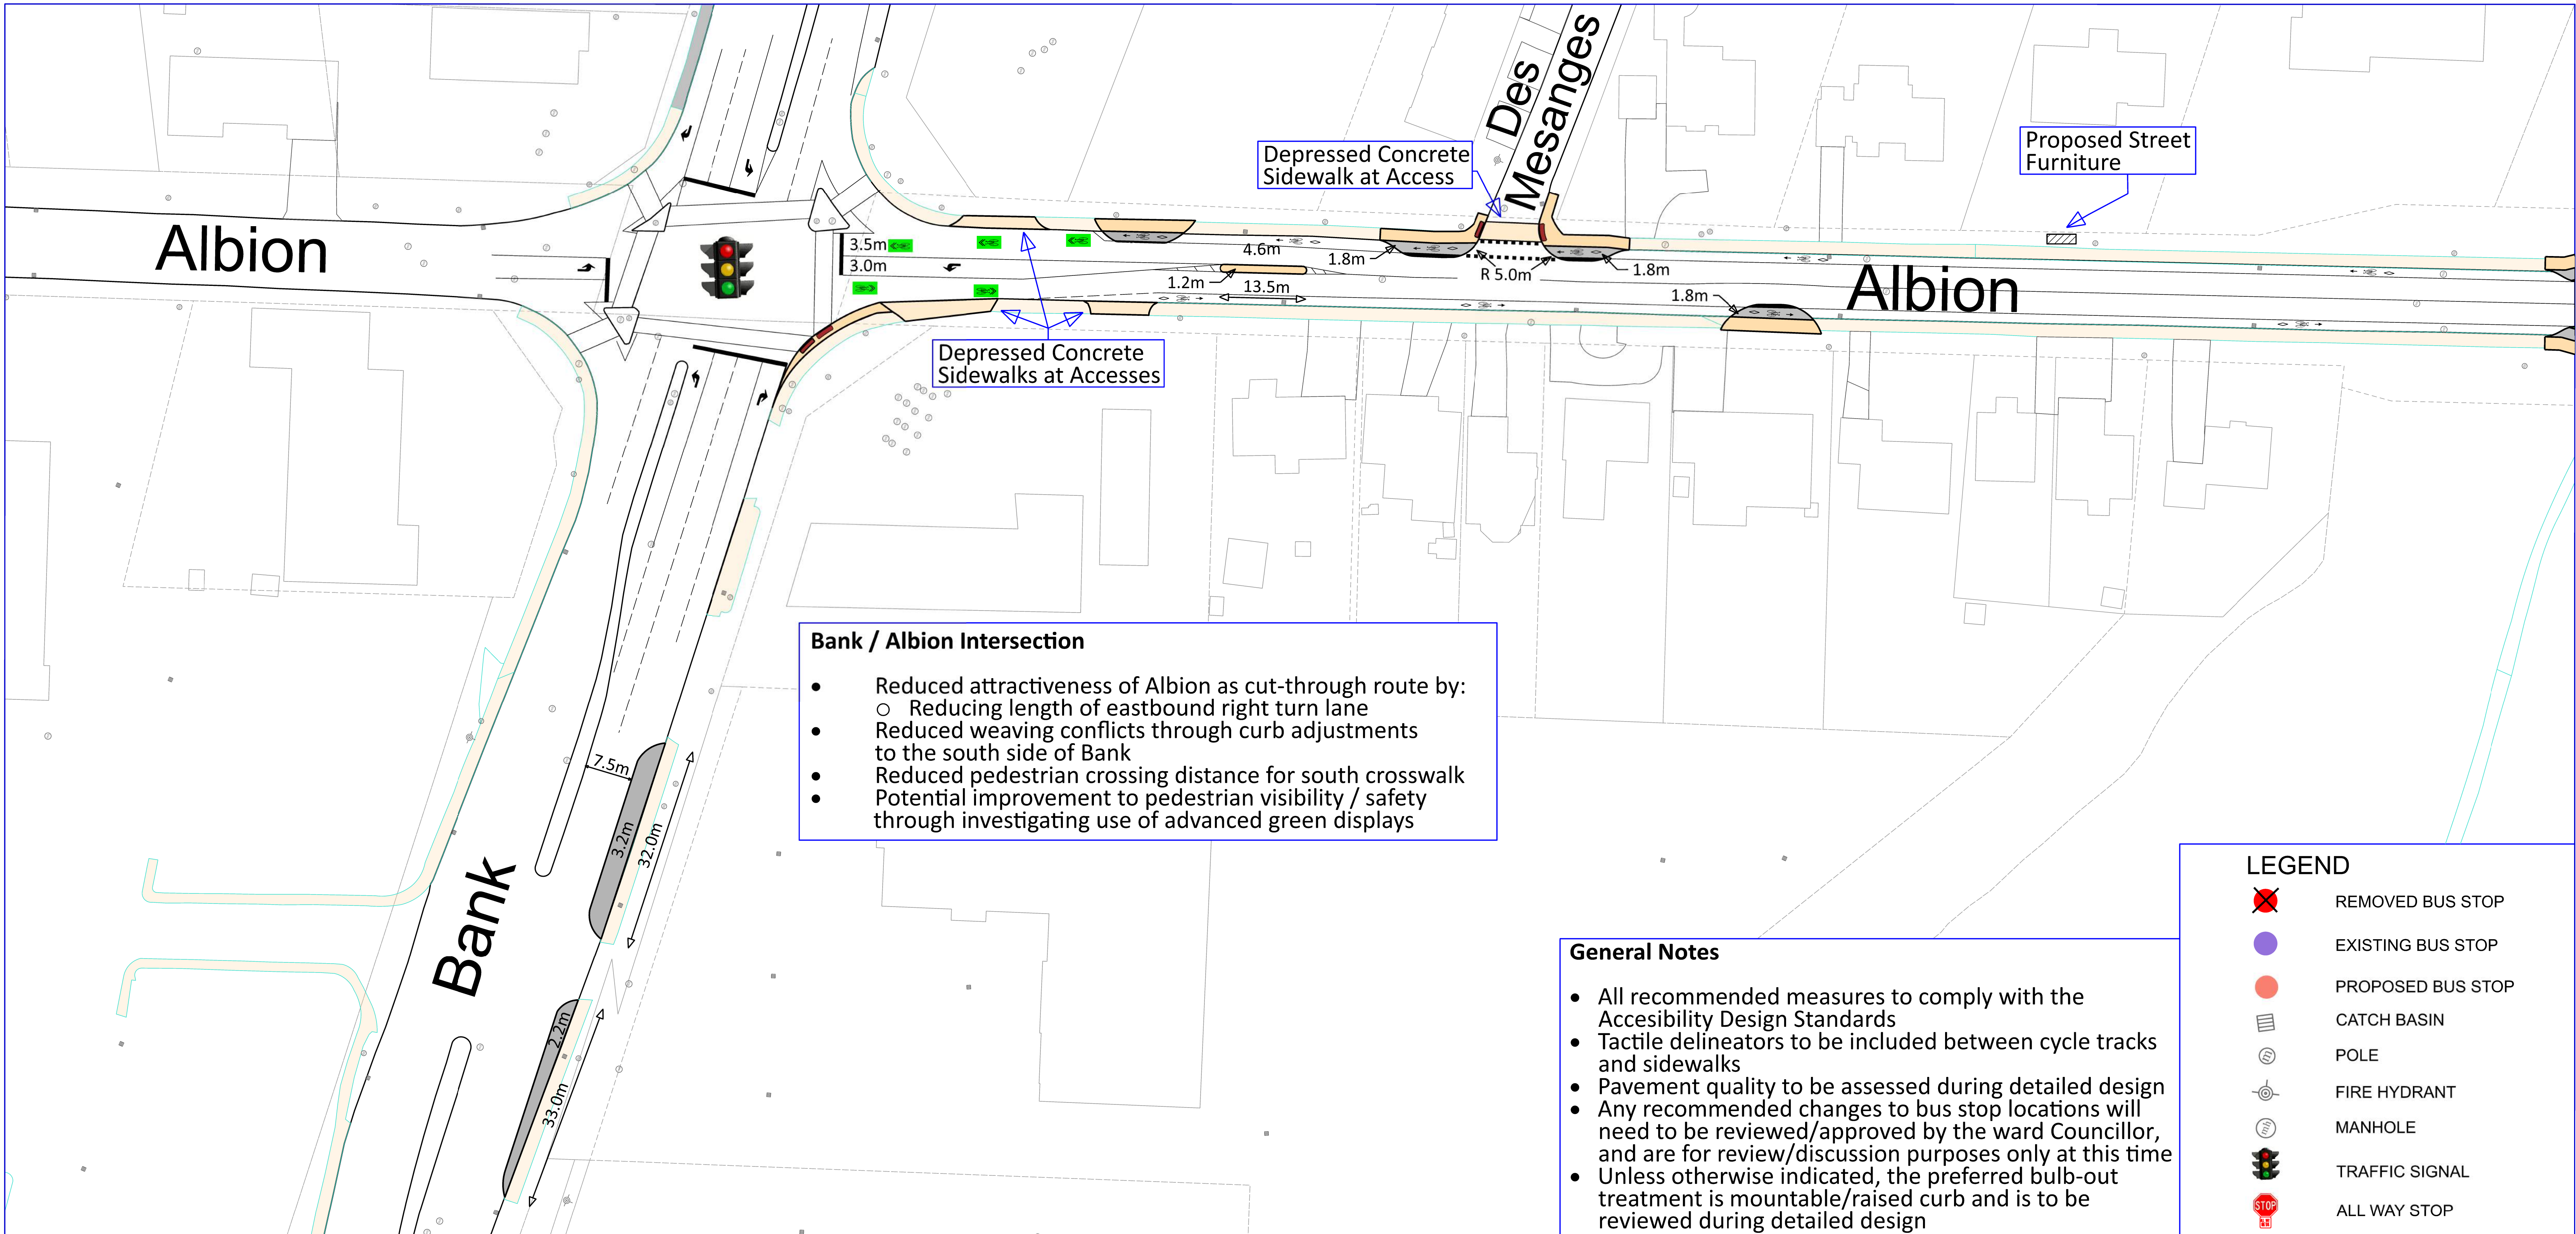 Des
Mesanges
Depressed Concrete
Sidewalk at Access
Proposed Street
Furniture
Albion
3.5m
3.0m
4.6m
1.8m
R 5.0m
1.8m
1.2m
13.5m
1.8m
Albion
Depressed Concrete
Sidewalks at Accesses
Bank / Albion Intersection
• Reduced attractiveness of Albion as cut-through route by:
○ Reducing length of eastbound right turn lane
• Reduced weaving conflicts through curb adjustments
to the south side of Bank
• Reduced pedestrian crossing distance for south crosswalk
• Potential improvement to pedestrian visibility / safety
through investigating use of advanced green displays
7.5m
3.2m
32.0m
Bank
2.2m
33.0m
General Notes
• All recommended measures to comply with the
Accesibility Design Standards
• Tactile delineators to be included between cycle tracks
and sidewalks
• Pavement quality to be assessed during detailed design
• Any recommended changes to bus stop locations will
need to be reviewed/approved by the ward Councillor,
and are for review/discussion purposes only at this time
• Unless otherwise indicated, the preferred bulb-out
treatment is mountable/raised curb and is to be
reviewed during detailed design
LEGEND
REMOVED BUS STOP
EXISTING BUS STOP
PROPOSED BUS STOP
CATCH BASIN
POLE
FIRE HYDRANT
MANHOLE
TRAFFIC SIGNAL
STOP
ALL WAY STOP